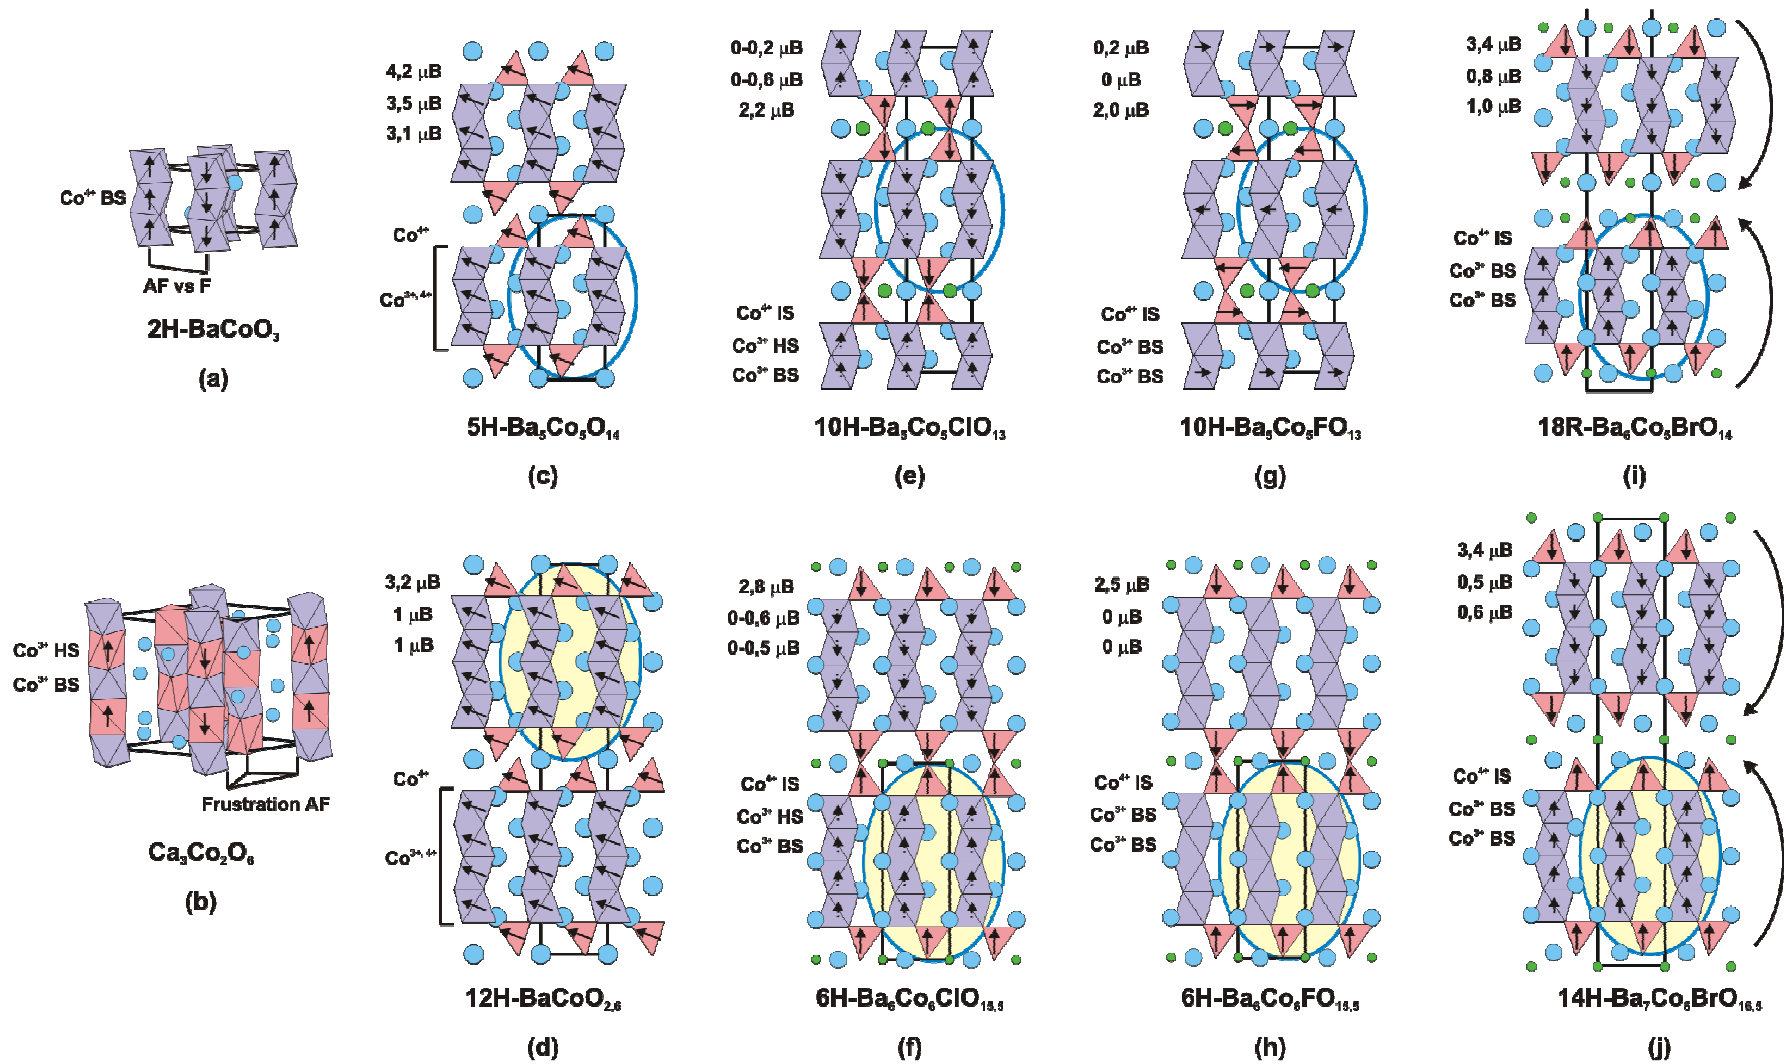 Co⁴⁺ BS
AF vs F
2H-BaCoO₃
(a)
4,2 µB
3,5 µB
3,1 µB
Co⁴⁺
Co³⁺,⁴⁺
5H-Ba₅Co₅O₁₄
(c)
0-0,2 µB
0-0,6 µB
2,2 µB
Co⁴⁺ IS
Co³⁺ HS
Co³⁺ BS
10H-Ba₅Co₅ClO₁₃
(e)
0,2 µB
0 µB
2,0 µB
Co⁴⁺ IS
Co³⁺ BS
Co³⁺ BS
10H-Ba₅Co₅FO₁₃
(g)
3,4 µB
0,8 µB
1,0 µB
Co⁴⁺ IS
Co³⁺ BS
Co³⁺ BS
18R-Ba₆Co₅BrO₁₄
(i)
Co³⁺ HS
Co³⁺ BS
Frustration AF
Ca₃Co₂O₆
(b)
3,2 µB
1 µB
1 µB
Co⁴⁺
Co³⁺,⁴⁺
12H-BaCoO₂,₆
(d)
2,8 µB
0-0,6 µB
0-0,5 µB
Co⁴⁺ IS
Co³⁺ HS
Co³⁺ BS
6H-Ba₆Co₆ClO₁₅,₅
(f)
2,5 µB
0 µB
0 µB
Co⁴⁺ IS
Co³⁺ BS
Co³⁺ BS
6H-Ba₆Co₆FO₁₅,₅
(h)
3,4 µB
0,5 µB
0,6 µB
Co⁴⁺ IS
Co³⁺ BS
Co³⁺ BS
14H-Ba₇Co₆BrO₁₆,₅
(j)